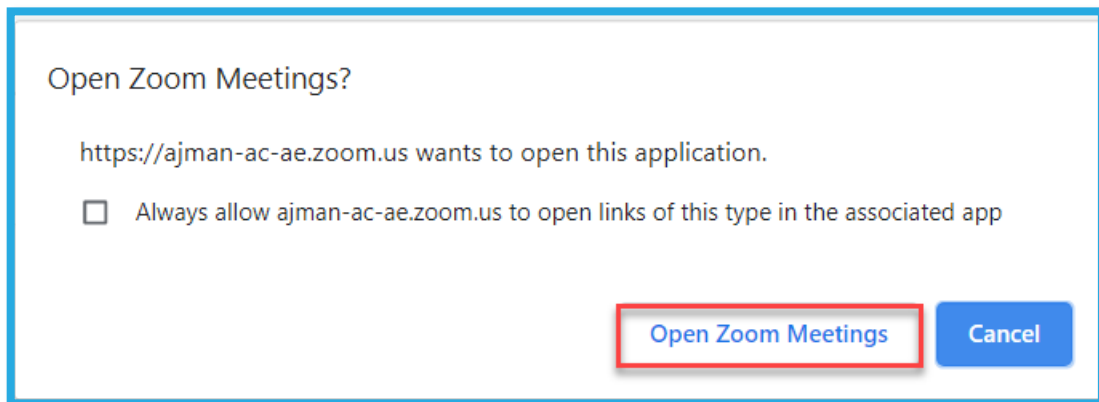 Open Zoom Meetings?
https://ajman-ac-ae.zoom.us wants to open this application.
Always allow ajman-ac-ae.zoom.us to open links of this type in the associated app
Open Zoom Meetings Cancel